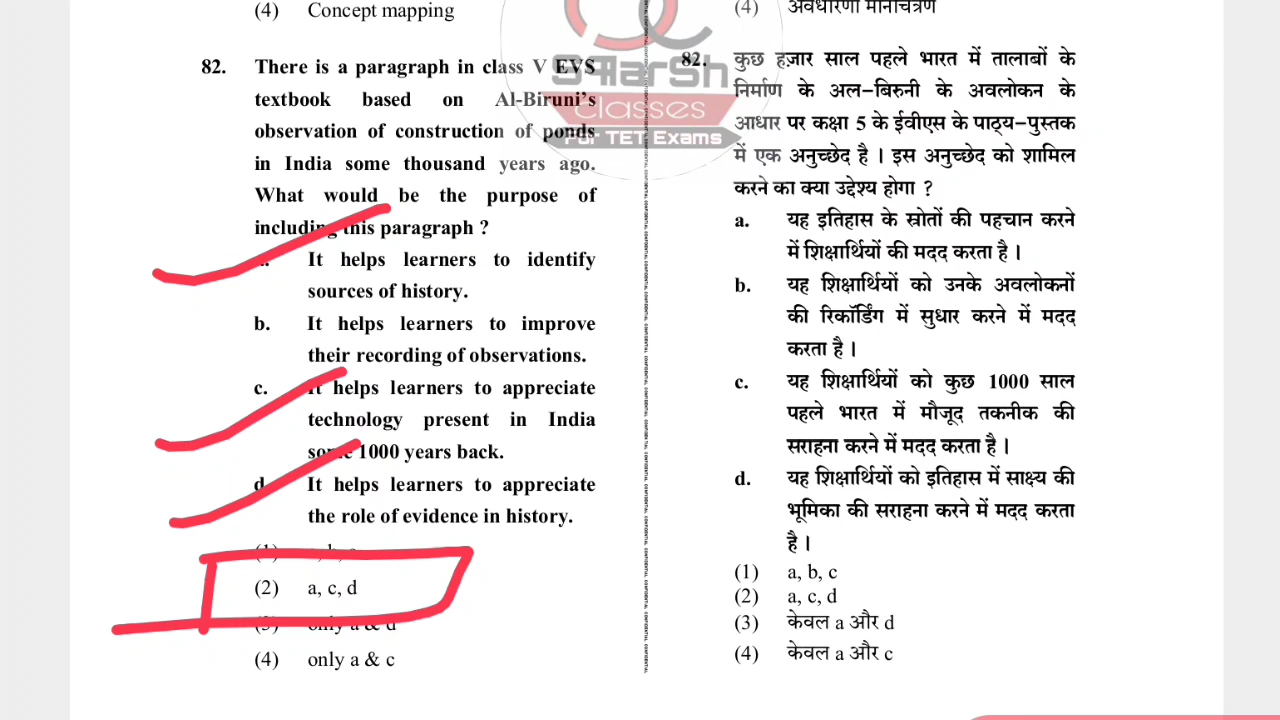 (4) Concept mapping
82. There is a paragraph in class V EVS
textbook based on Al-Biruni's
observation of construction of ponds
in India some thousand years ago.
What would be the purpose of
including this paragraph ?
It helps learners to identify
sources of history.
b. It helps learners to improve
their recording of observations.
c. It helps learners to appreciate
technology present in India
some 1000 years back.
d. It helps learners to appreciate
the role of evidence in history.
(2) a, c, d
(3) only a & d
(4) only a & c
(4) अवधारणा मानचित्रण
82. कुछ हज़ार साल पहले भारत में तालाबों के
निर्माण के अल-बिरुनी के अवलोकन के
आधार पर कक्षा 5 के ईवीएस के पाठ्य-पुस्तक
में एक अनुच्छेद है । इस अनुच्छेद को शामिल
करने का क्या उद्देश्य होगा ?
a. यह इतिहास के स्रोतों की पहचान करने
में शिक्षार्थियों की मदद करता है ।
b. यह शिक्षार्थियों को उनके अवलोकनों
की रिकॉर्डिंग में सुधार करने में मदद
करता है ।
c. यह शिक्षार्थियों को कुछ 1000 साल
पहले भारत में मौजूद तकनीक की
सराहना करने में मदद करता है ।
d. यह शिक्षार्थियों को इतिहास में साक्ष्य की
भूमिका की सराहना करने में मदद करता
है ।
(1) a, b, c
(2) a, c, d
(3) केवल a और d
(4) केवल a और c
classes
For TET Exams